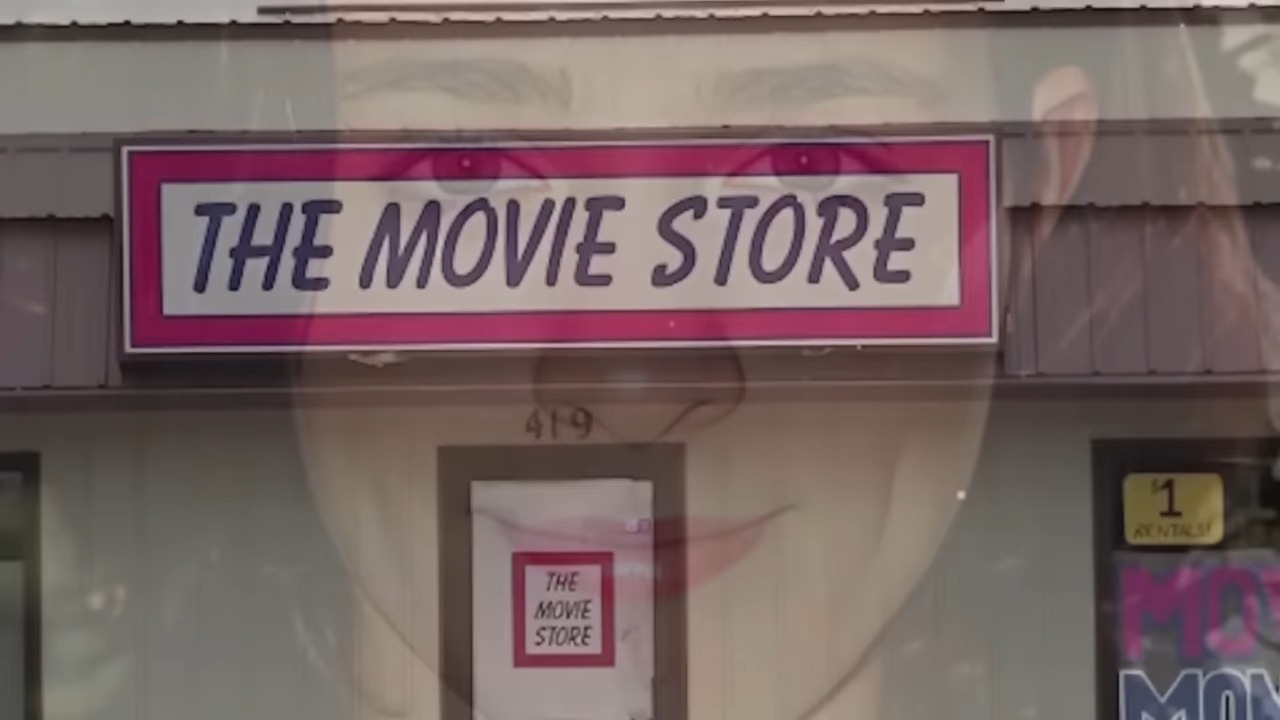 THE MOVIE STORE
419
$1
RENTALS!
THE
MOVIE
STORE